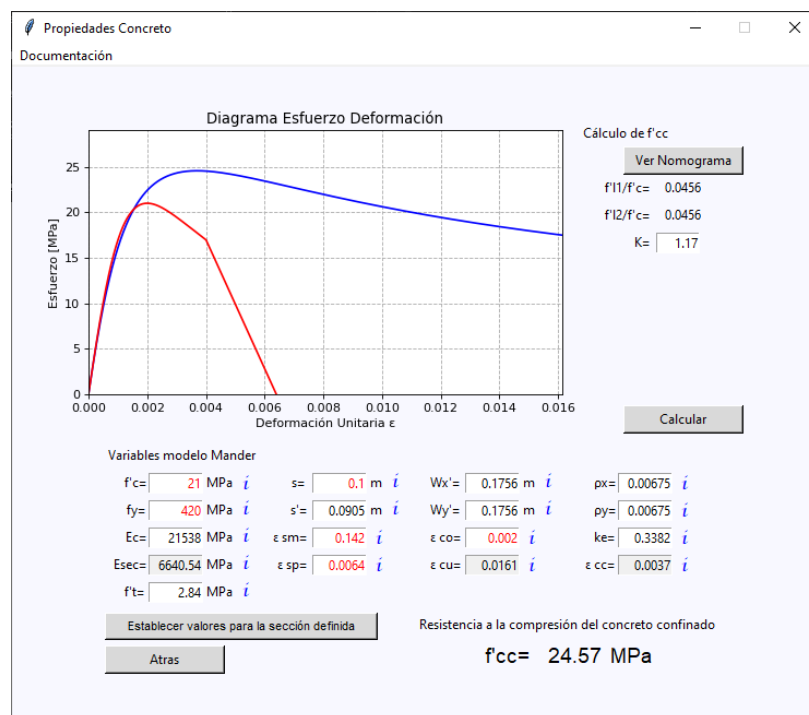 Propiedades Concreto
Documentación
Diagrama Esfuerzo Deformación
Esfuerzo [MPa]
25
20
15
10
5
0
0.000 0.002 0.004 0.006 0.008 0.010 0.012 0.014 0.016
Deformación Unitaria ε
Cálculo de f'cc
Ver Nomograma
f'l1/f'c= 0.0456
f'l2/f'c= 0.0456
K= 1.17
Calcular
Variables modelo Mander
f'c= 21 MPa i s= 0.1 m i Wx'= 0.1756 m i ρx= 0.00675 i
fy= 420 MPa i s'= 0.0905 m i Wy'= 0.1756 m i ρy= 0.00675 i
Ec= 21538 MPa i ε sm= 0.142 i ε co= 0.002 i ke= 0.3382 i
Esec= 6640.54 MPa i ε sp= 0.0064 i ε cu= 0.0161 i ε cc= 0.0037 i
f't= 2.84 MPa i
Establecer valores para la sección definida
Atras
Resistencia a la compresión del concreto confinado
f'cc= 24.57 MPa